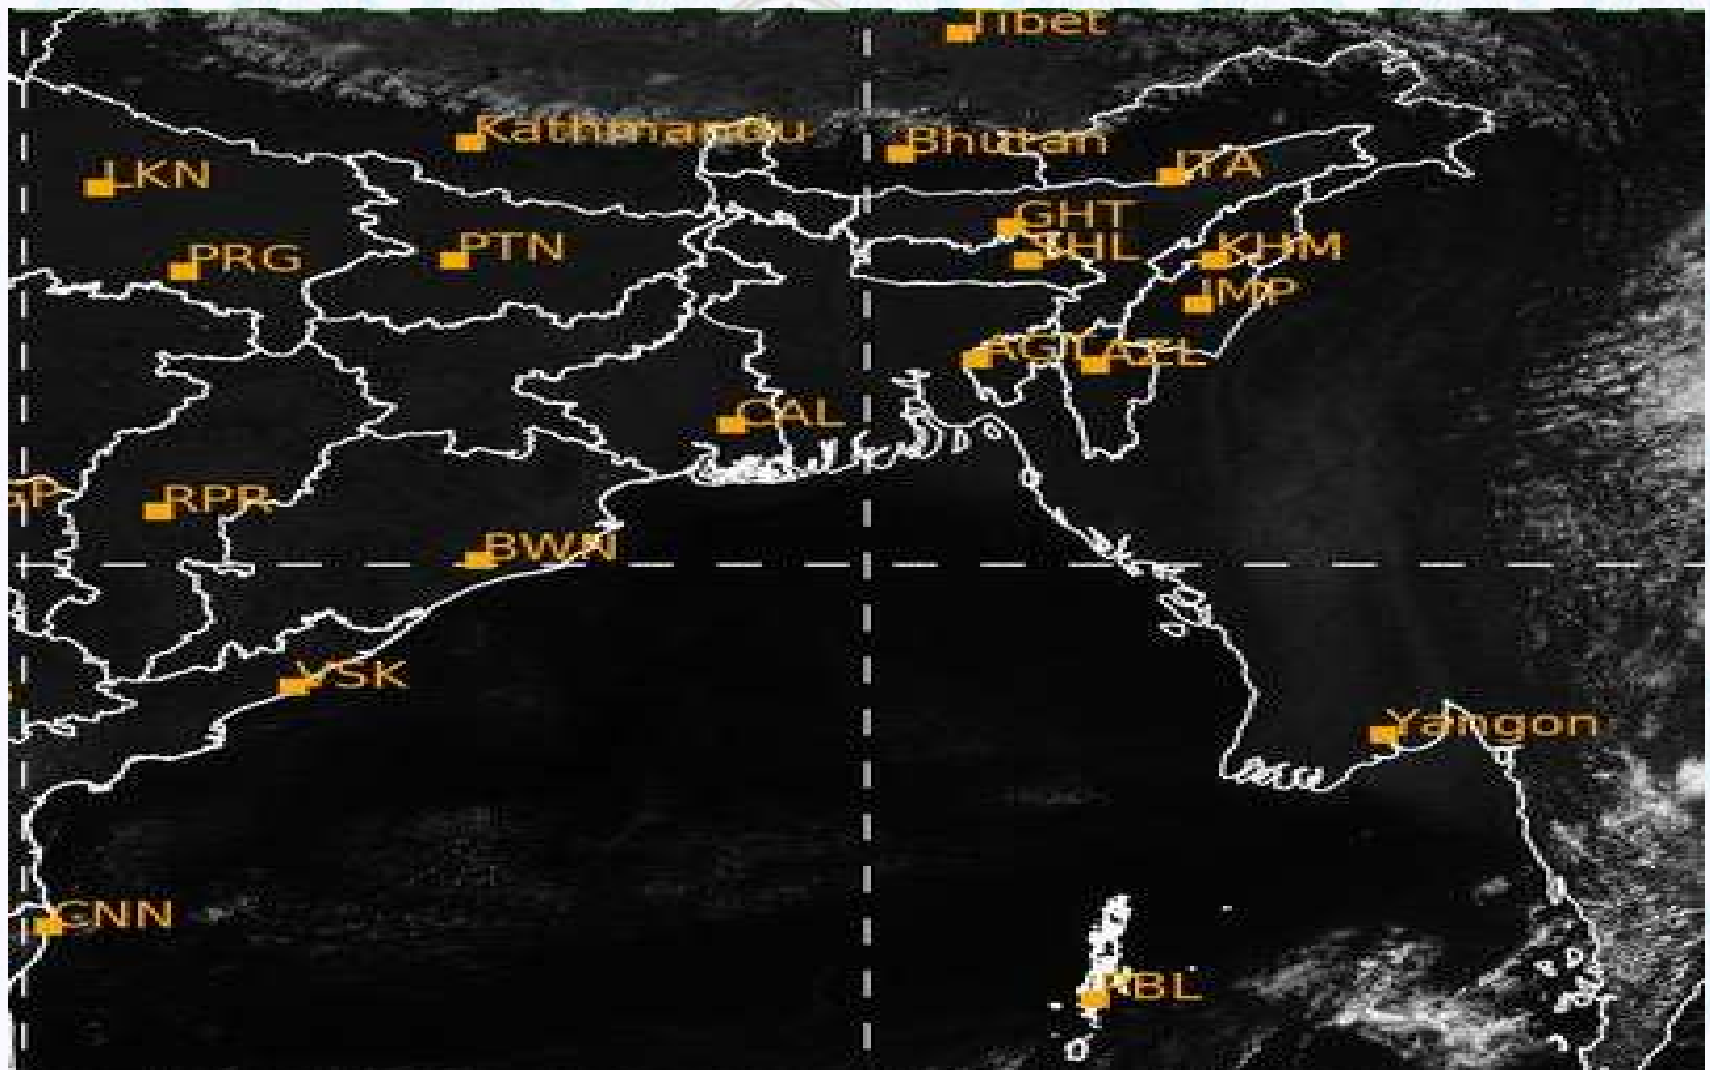 Tibet
Kathmandu
Bhutan
LKN
ITA
GHT
SHL
KHM
PRG
PTN
IMP
AGT
AZL
CAL
GP
RPR
BWN
VSK
Yangon
CNN
PBL